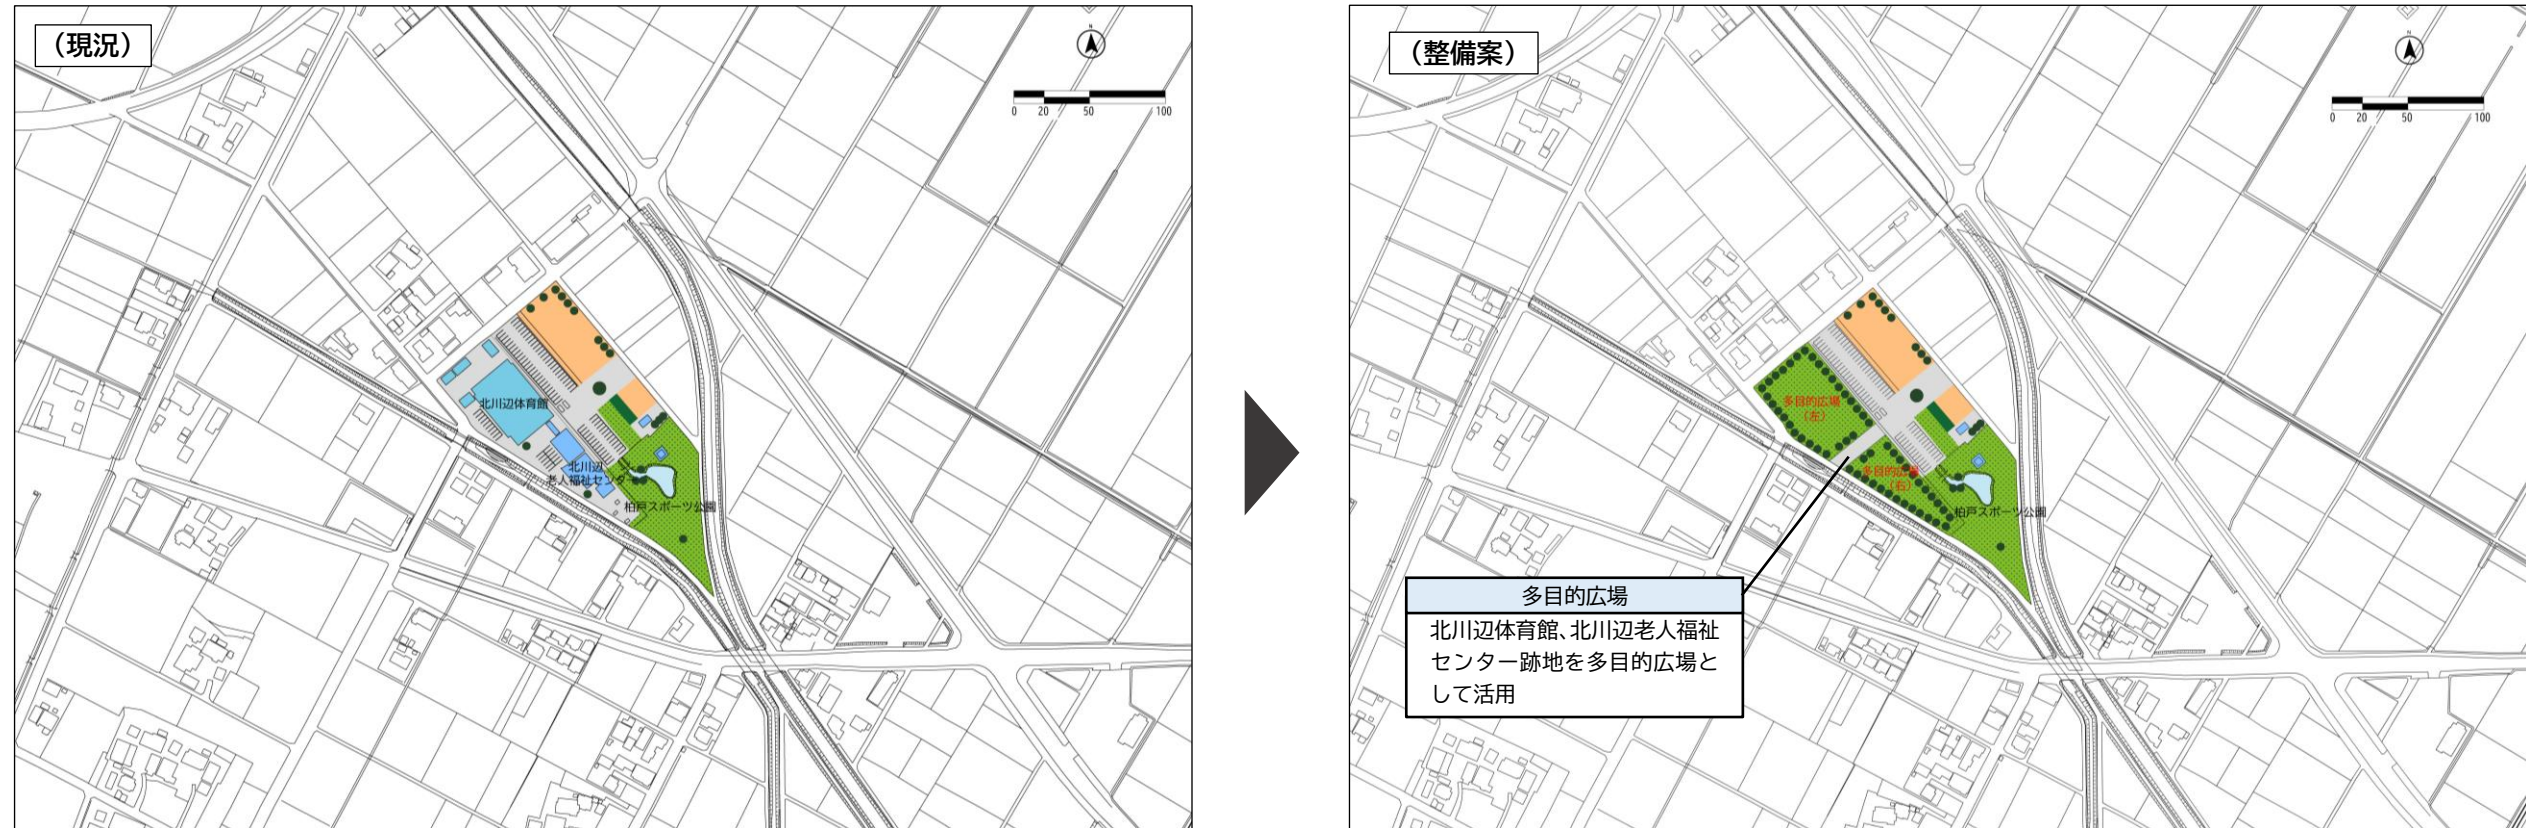 （現況）
N
0 20 50 100
北川辺体育館
北川辺
老人福祉センター
柏戸スポーツ公園
（整備案）
N
0 20 50 100
多目的広場
（左）
多目的広場
（右）
柏戸スポーツ公園
多目的広場
北川辺体育館、北川辺老人福祉
センター跡地を多目的広場と
して活用